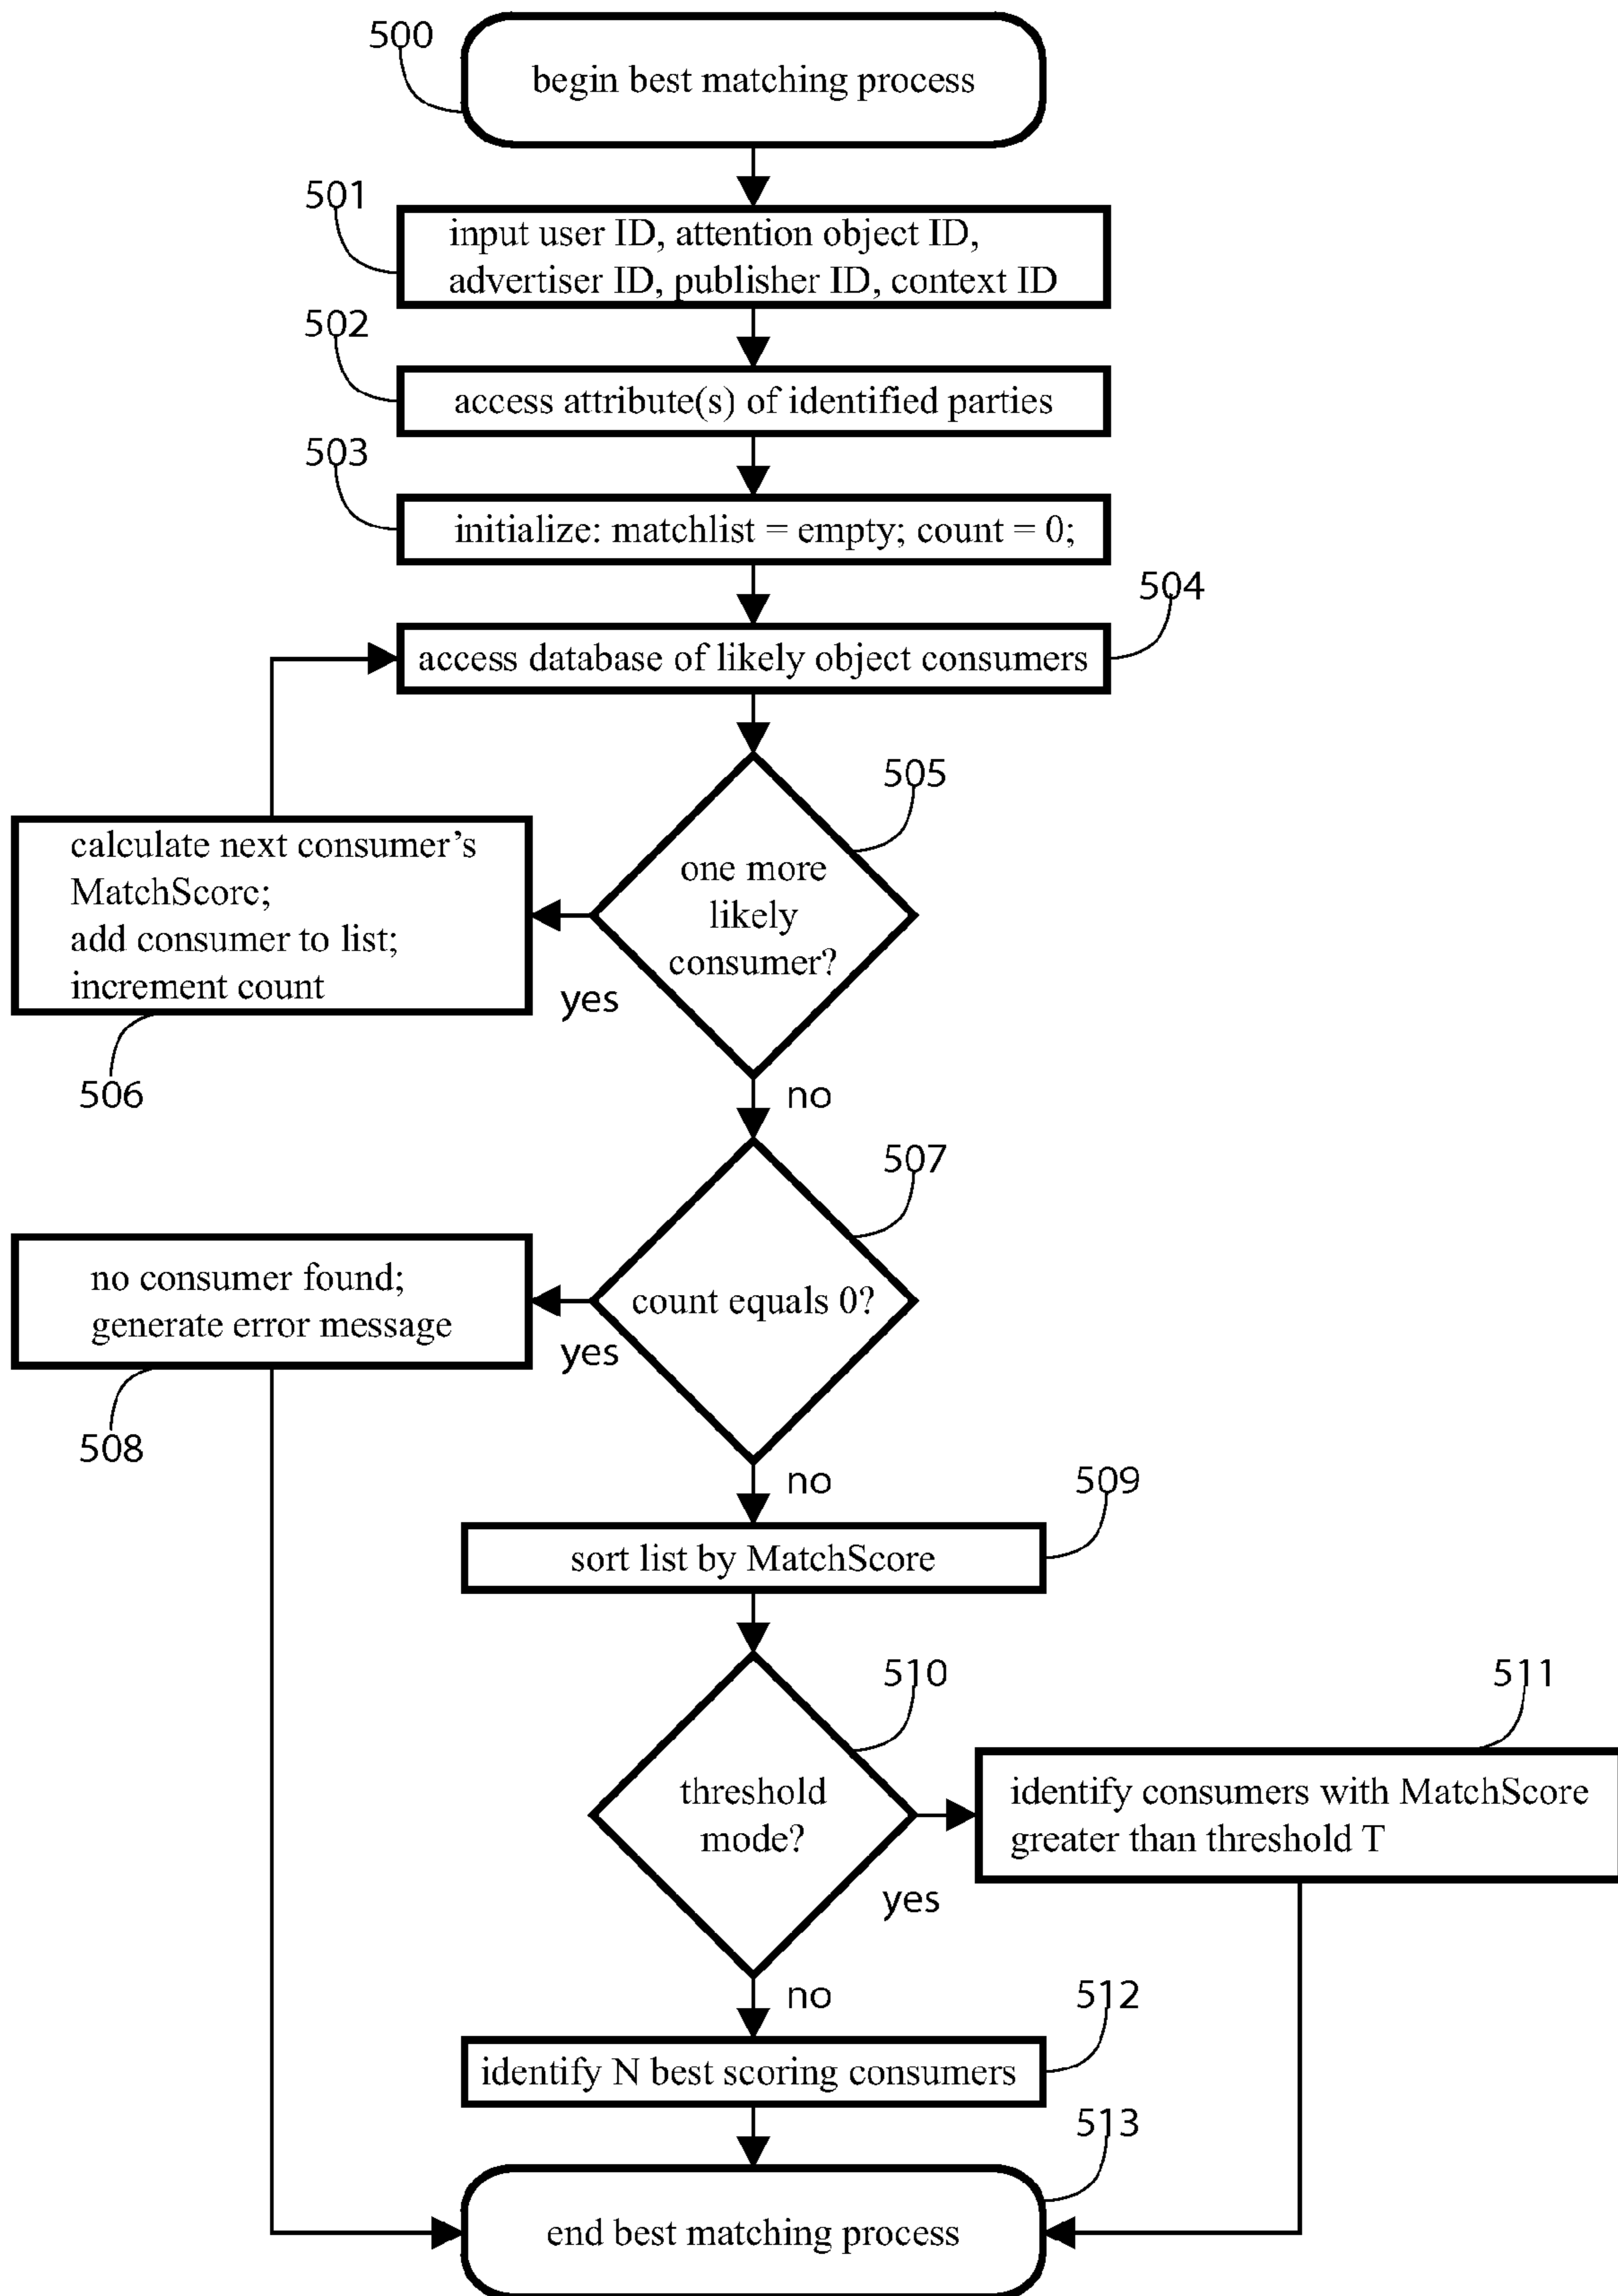 500
begin best matching process
501
input user ID, attention object ID,
advertiser ID, publisher ID, context ID
502
access attribute(s) of identified parties
503
initialize: matchlist = empty; count = 0;
504
access database of likely object consumers
505
one more
likely
consumer?
calculate next consumer's
MatchScore;
add consumer to list;
increment count
yes
506
no
507
count equals 0?
no consumer found;
generate error message
yes
508
no
509
sort list by MatchScore
510
511
threshold
mode?
identify consumers with MatchScore
greater than threshold T
yes
no
512
identify N best scoring consumers
513
end best matching process